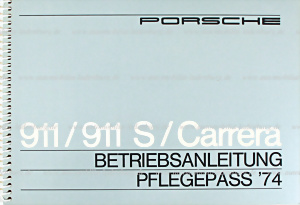 PORSCHE
911/911 S/Carrera
BETRIEBSANLEITUNG
PFLEGEPASS '74